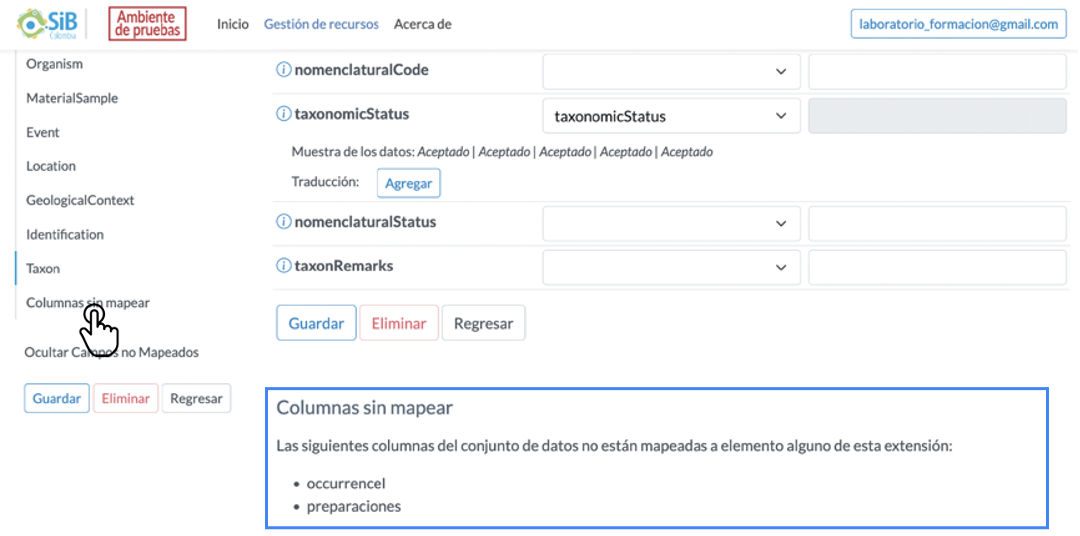 SiB
Colombia
Ambiente
de pruebas
Inicio Gestión de recursos Acerca de
laboratorio_formacion@gmail.com
Organism
MaterialSample
Event
Location
GeologicalContext
Identification
Taxon
Columnas sin mapear
Ocultar Campos no Mapeados
Guardar Eliminar Regresar
nomenclaturalCode
taxonomicStatus taxonomicStatus
Muestra de los datos: Aceptado | Aceptado | Aceptado | Aceptado | Aceptado
Traducción: Agregar
nomenclaturalStatus
taxonRemarks
Guardar Eliminar Regresar
Columnas sin mapear
Las siguientes columnas del conjunto de datos no están mapeadas a elemento alguno de esta extensión:
• occurrencel
• preparaciones